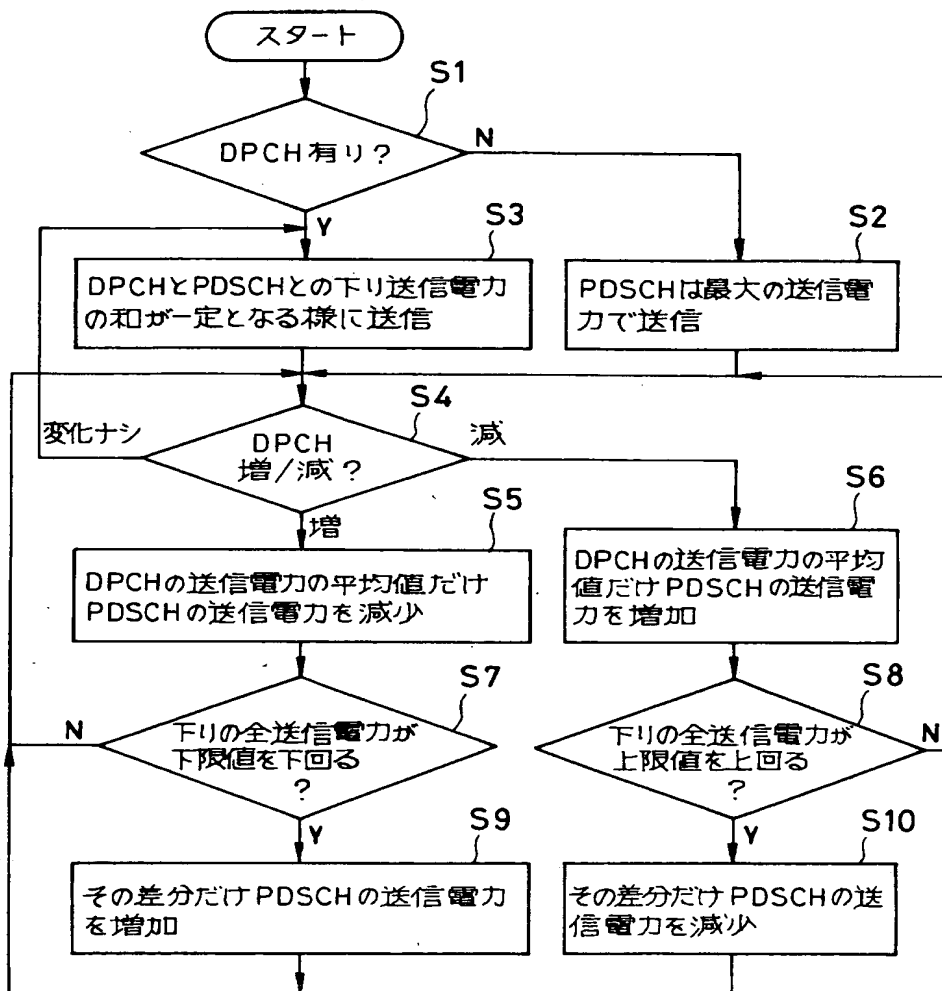 スタート
S1
DPCH有り?
N
Y
S3
DPCHとPDSCHとの下り送信電力
の和が一定となる様に送信
S2
PDSCHは最大の送信電
力で送信
S4
変化ナシ
DPCH
増/減?
減
増
S5
DPCHの送信電力の平均値だけ
PDSCHの送信電力を減少
S6
DPCHの送信電力の平均
値だけPDSCHの送信電
力を増加
S7
N
下りの全送信電力が
下限値を下回る
?
Y
S8
下りの全送信電力が
上限値を上回る
?
N
Y
S9
その差分だけPDSCHの送信電力
を増加
S10
その差分だけPDSCHの送
信電力を減少